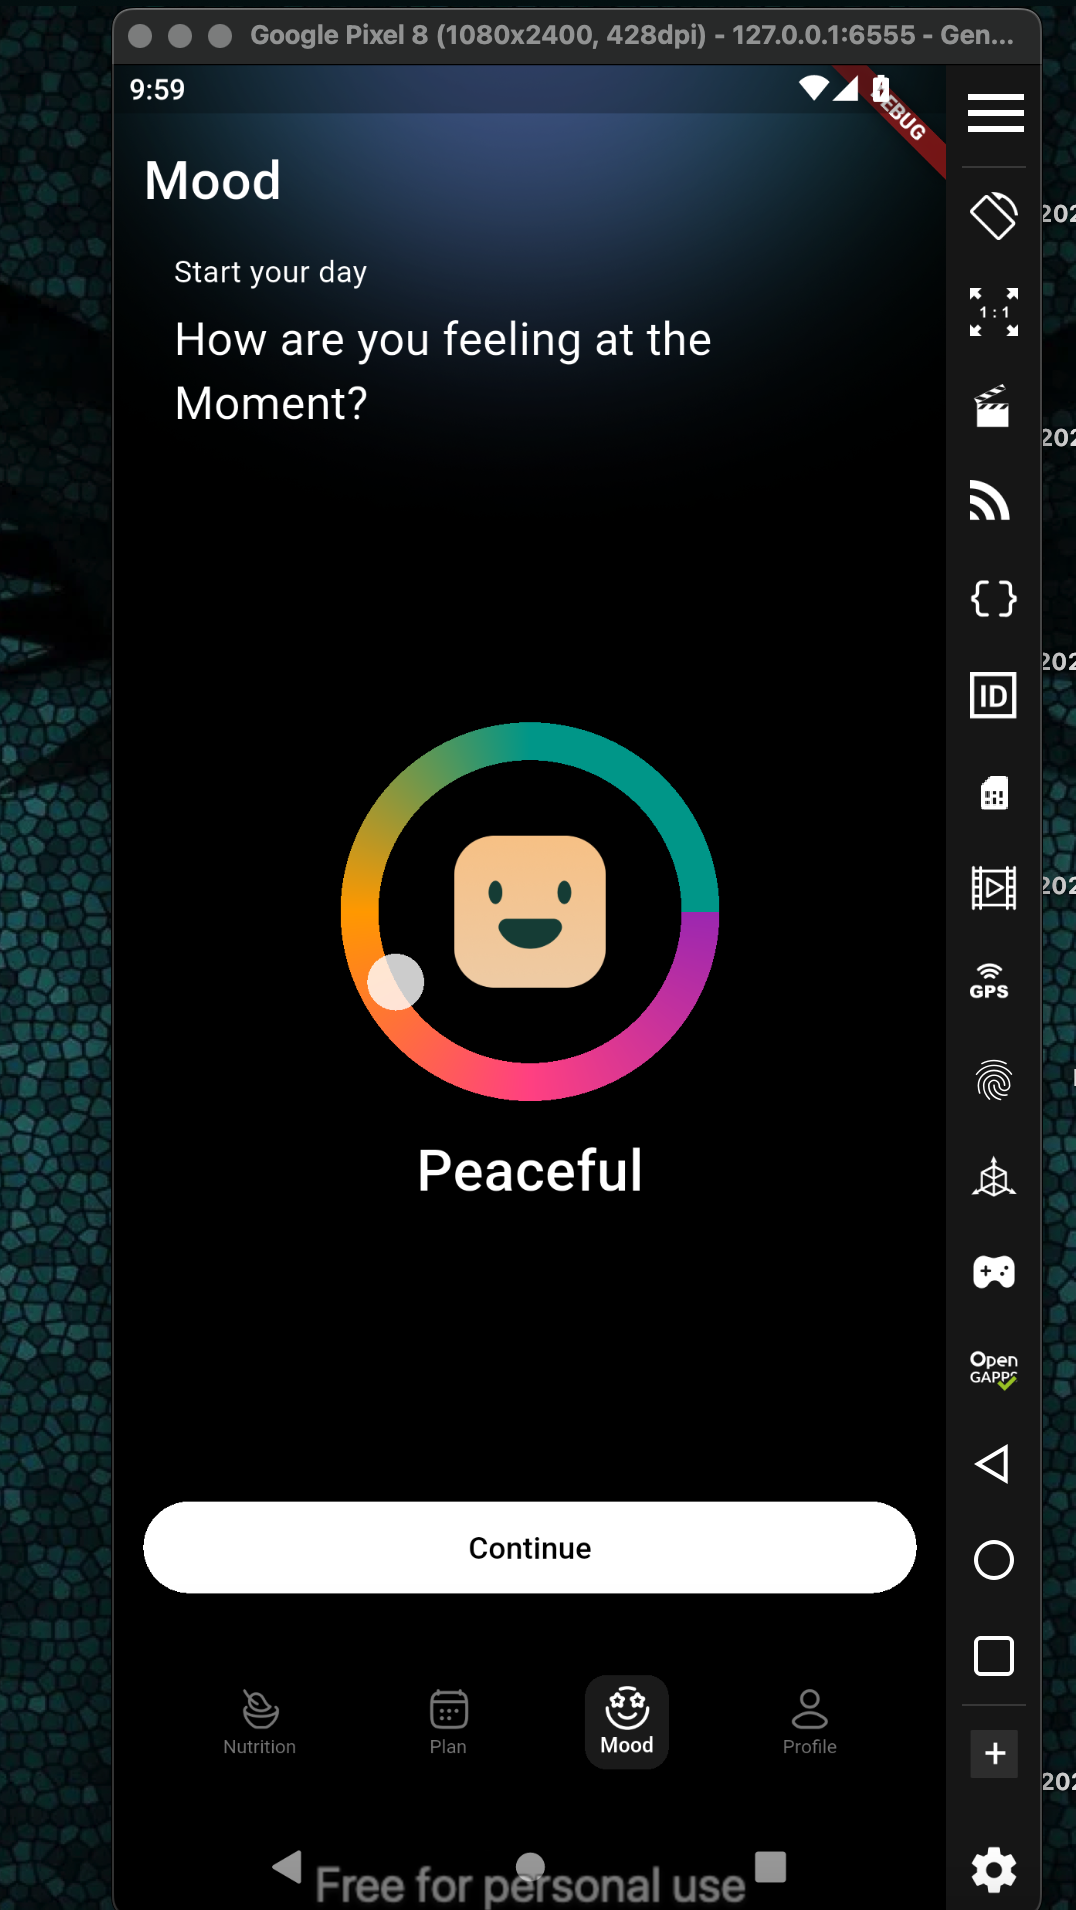 Google Pixel 8 (1080x2400, 428dpi) - 127.0.0.1:6555 - Gen...
9:59
DEBUG
Mood
Start your day
How are you feeling at the
Moment?
Peaceful
Continue
Nutrition
Plan
Mood
Profile
Free for personal use
1 : 1
ID
GPS
Open
GAPPS
202
202
202
202
202